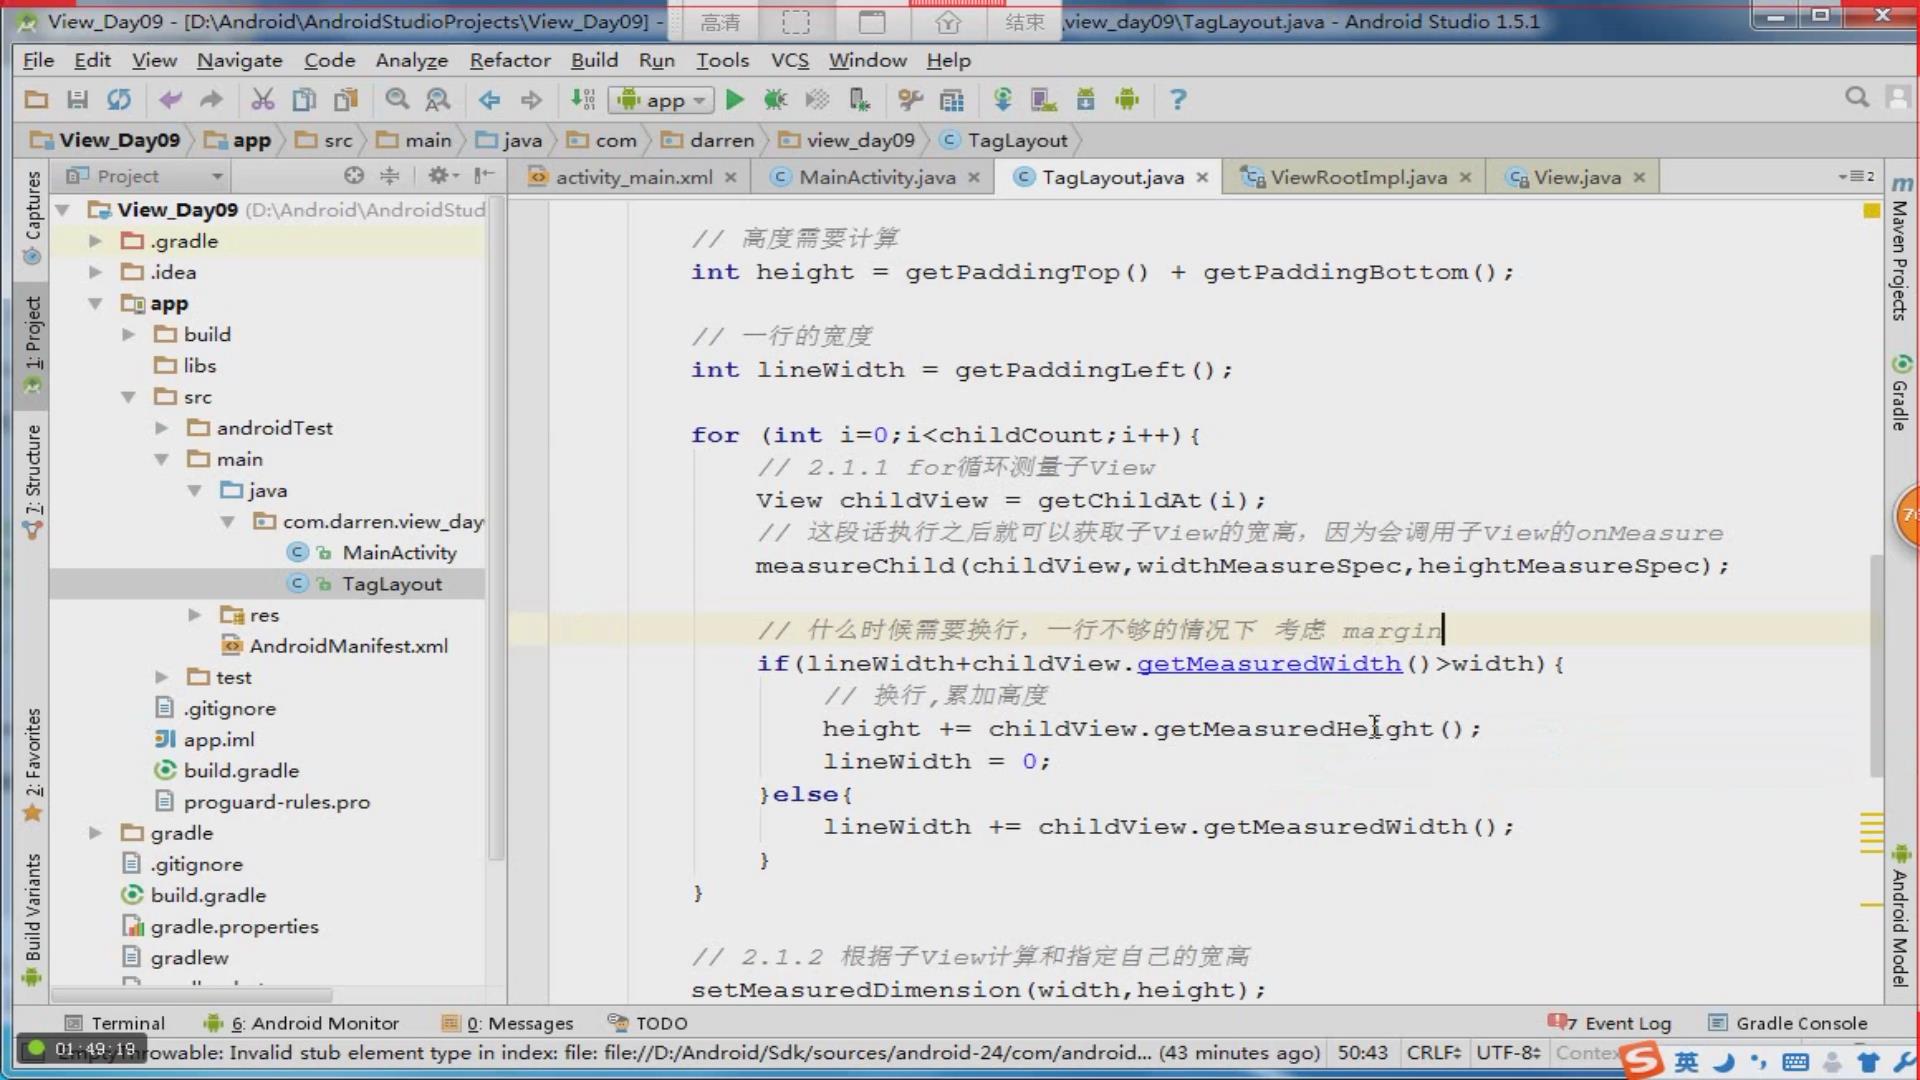 View_Day09 - [D:\Android\AndroidStudioProjects\View_Day09] -
高清
结束
.view_day09\TagLayout.java - Android Studio 1.5.1
File Edit View Navigate Code Analyze Refactor Build Run Tools VCS Window Help
app
View_Day09 app src main java com darren view_day09 TagLayout
Project
activity_main.xml MainActivity.java TagLayout.java ViewRootImpl.java View.java
2
Captures
1: Project
7: Structure
2: Favorites
Build Variants
View_Day09 (D:\Android\AndroidStud
.gradle
.idea
app
build
libs
src
androidTest
main
java
com.darren.view_day
MainActivity
TagLayout
res
AndroidManifest.xml
test
.gitignore
app.iml
build.gradle
proguard-rules.pro
gradle
.gitignore
build.gradle
gradle.properties
gradlew
// 高度需要计算
int height = getPaddingTop() + getPaddingBottom();
// 一行的宽度
int lineWidth = getPaddingLeft();
for (int i=0;i<childCount;i++){
// 2.1.1 for循环测量子View
View childView = getChildAt(i);
// 这段话执行之后就可以获取子View的宽高，因为会调用子View的onMeasure
measureChild(childView,widthMeasureSpec,heightMeasureSpec);
// 什么时候需要换行，一行不够的情况下 考虑 margin
if(lineWidth+childView.getMeasuredWidth()>width){
// 换行,累加高度
height += childView.getMeasuredHeight();
lineWidth = 0;
}else{
lineWidth += childView.getMeasuredWidth();
}
}
// 2.1.2 根据子View计算和指定自己的宽高
setMeasuredDimension(width,height);
Maven Projects
Gradle
Android Model
Terminal 6: Android Monitor 0: Messages TODO 7 Event Log Gradle Console
01:49:19
Throwable: Invalid stub element type in index: file: file://D:/Android/Sdk/sources/android-24/com/android... (43 minutes ago) 50:43 CRLF UTF-8 Contex
英